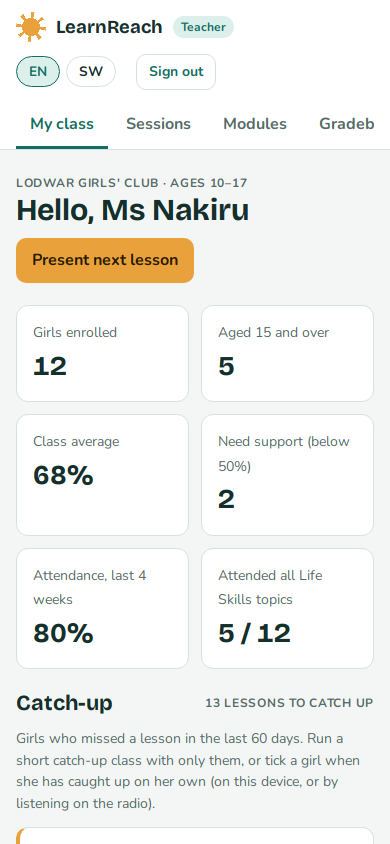 LearnReach Teacher
EN SW Sign out
My class Sessions Modules Gradeb
LODWAR GIRLS' CLUB · AGES 10–17
Hello, Ms Nakiru
Present next lesson
Girls enrolled
12
Aged 15 and over
5
Class average
68%
Need support (below
50%)
2
Attendance, last 4
weeks
80%
Attended all Life
Skills topics
5 / 12
Catch-up
13 LESSONS TO CATCH UP
Girls who missed a lesson in the last 60 days. Run a
short catch-up class with only them, or tick a girl when
she has caught up on her own (on this device, or by
listening on the radio).